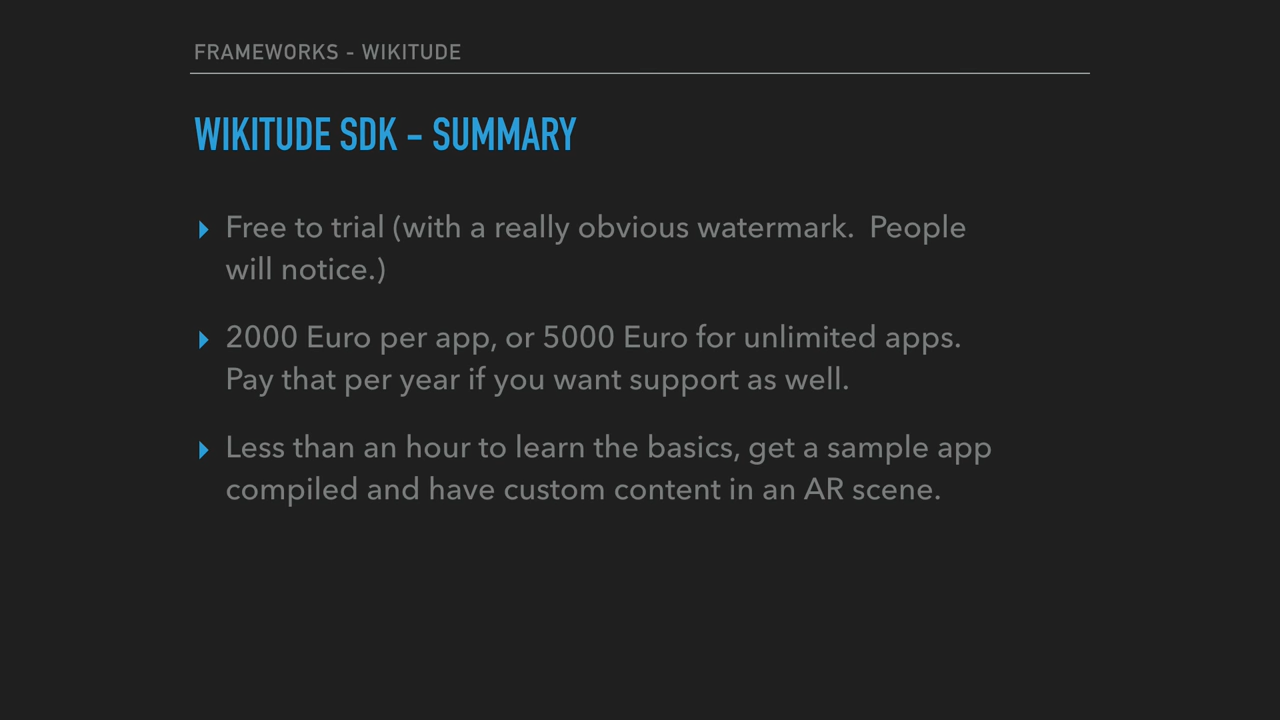 FRAMEWORKS - WIKITUDE
WIKITUDE SDK - SUMMARY
Free to trial (with a really obvious watermark.  People
will notice.)
2000 Euro per app, or 5000 Euro for unlimited apps.
Pay that per year if you want support as well.
Less than an hour to learn the basics, get a sample app
compiled and have custom content in an AR scene.